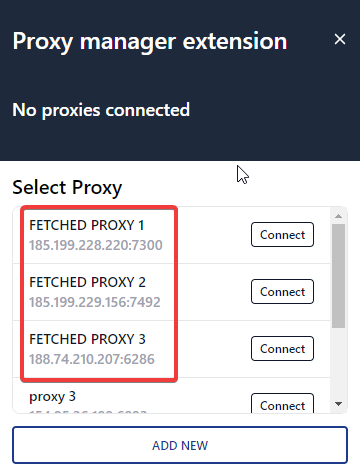 Proxy manager extension
×
No proxies connected
Select Proxy
FETCHED PROXY 1
185.199.228.220:7300
Connect
FETCHED PROXY 2
185.199.229.156:7492
Connect
FETCHED PROXY 3
188.74.210.207:6286
Connect
proxy 3
Connect
ADD NEW